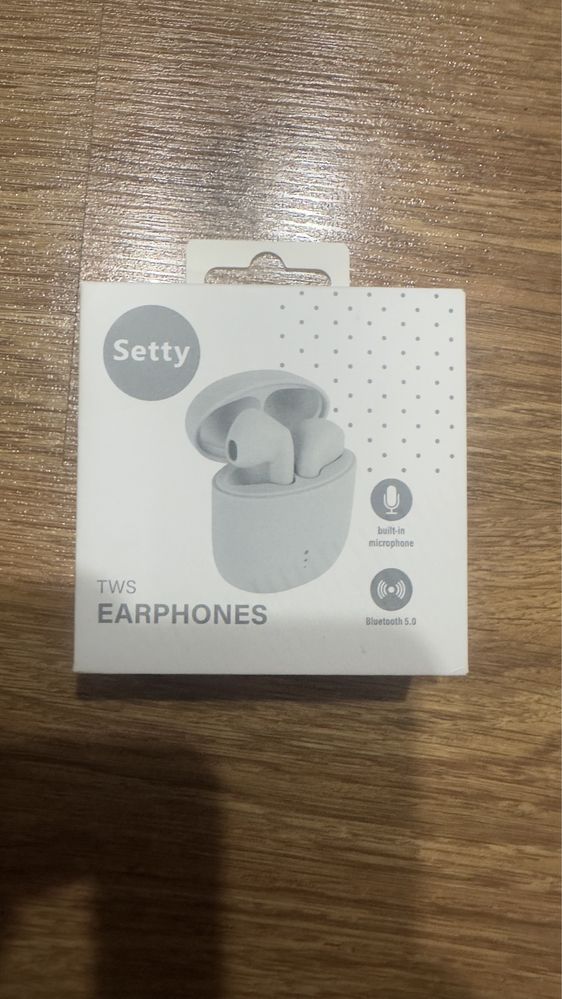 Setty
built-in
microphone
TWS
EARPHONES
Bluetooth 5.0